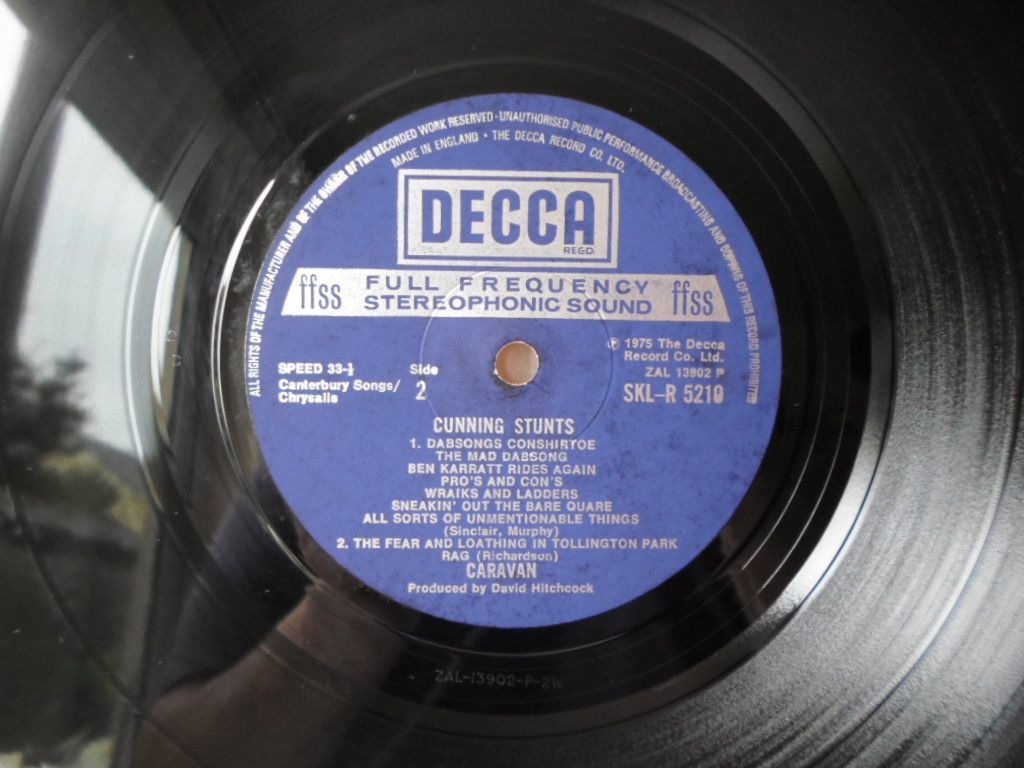 ALL RIGHTS OF THE MANUFACTURER AND OF THE OWNER OF THE RECORDED WORK RESERVED · UNAUTHORISED PUBLIC PERFORMANCE BROADCASTING AND COPYING OF THIS RECORD PROHIBITED
MADE IN ENGLAND · THE DECCA RECORD CO. LTD.
DECCA
REGD.
ffss FULL FREQUENCY ffss
STEREOPHONIC SOUND
℗ 1975 The Decca
Record Co. Ltd.
ZAL 13902 P
SKL–R 5210
SPEED 33-⅓
Canterbury Songs/
Chrysalis
Side
2
CUNNING STUNTS
1. DABSONGS CONSHIRTOE
THE MAD DABSONG
BEN KARRATT RIDES AGAIN
PRO'S AND CON'S
WRAIKS AND LADDERS
SNEAKIN' OUT THE BARE QUARE
ALL SORTS OF UNMENTIONABLE THINGS
(Sinclair, Murphy)
2. THE FEAR AND LOATHING IN TOLLINGTON PARK
RAG (Richardson)
CARAVAN
Produced by David Hitchcock
ZAL-13902-P-2W